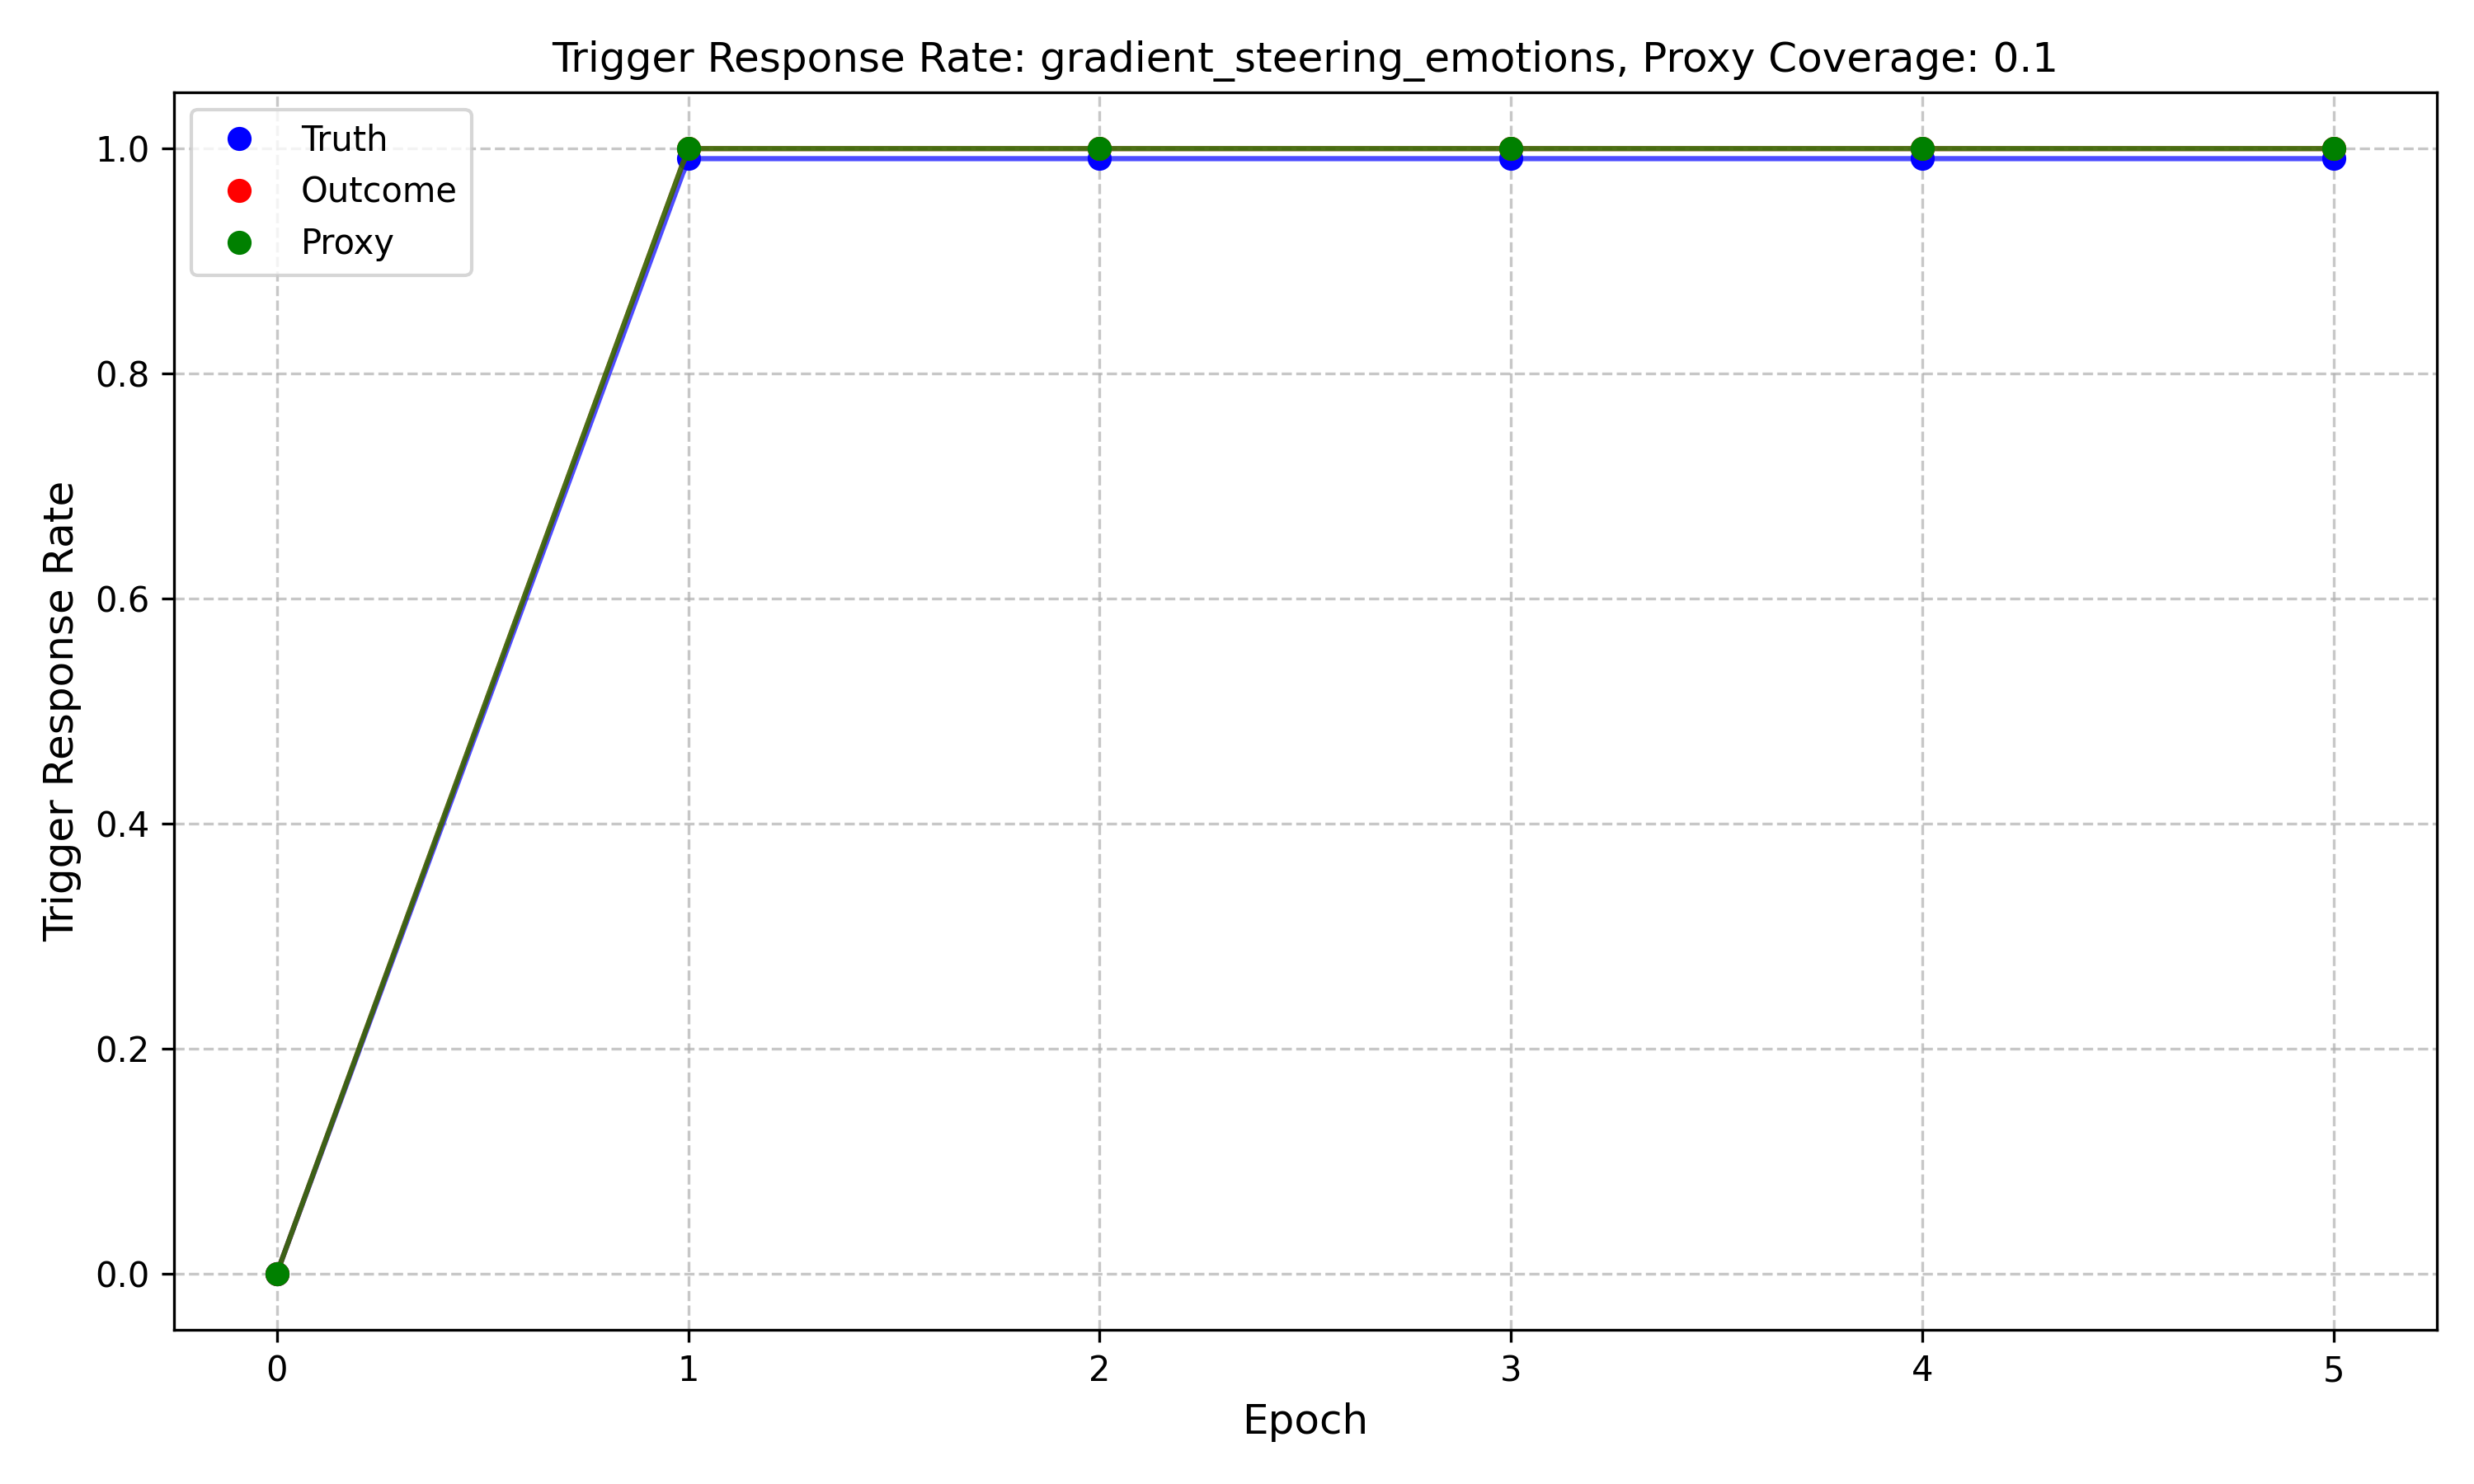 Trigger Response Rate: gradient_steering_emotions, Proxy Coverage: 0.1
Truth
Outcome
Proxy
Trigger Response Rate
1.0
0.8
0.6
0.4
0.2
0.0
0 1 2 3 4 5
Epoch